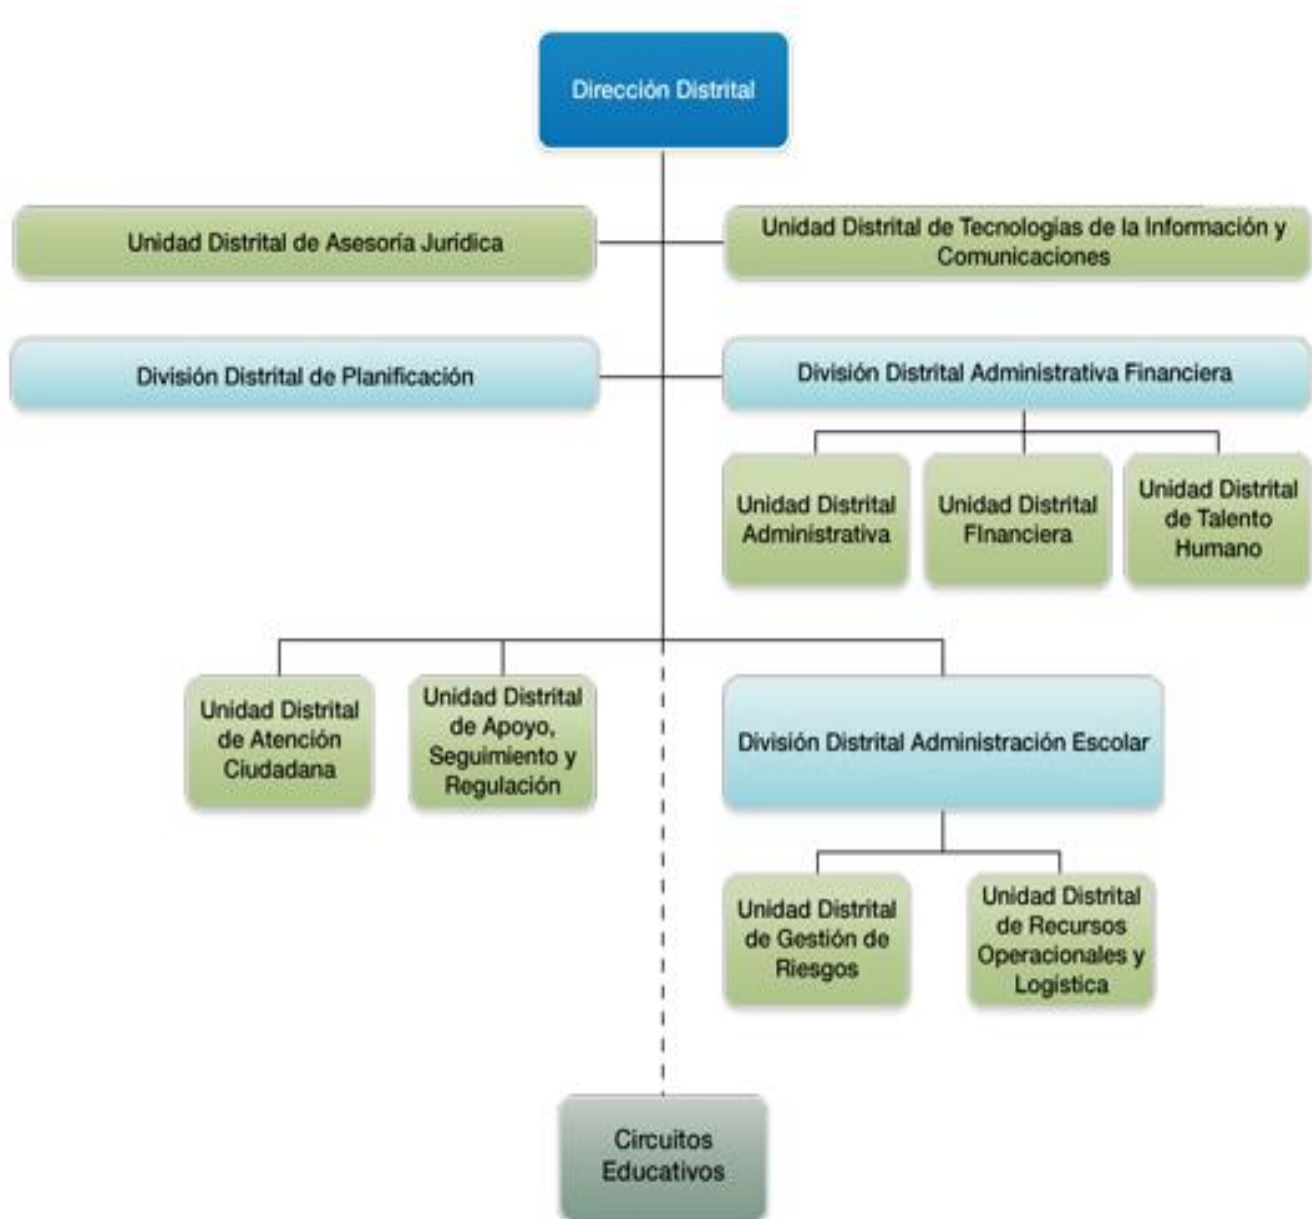 Dirección Distrital
Unidad Distrital de Asesoría Jurídica
Unidad Distrital de Tecnologías de la Información y
Comunicaciones
División Distrital de Planificación
División Distrital Administrativa Financiera
Unidad Distrital
Administrativa
Unidad Distrital
FInanciera
Unidad Distrital
de Talento
Humano
Unidad Distrital
de Atención
Ciudadana
Unidad Distrital
de Apoyo,
Seguimiento y
Regulación
División Distrital Administración Escolar
Unidad Distrital
de Gestión de
Riesgos
Unidad Distrital
de Recursos
Operacionales y
Logística
Circuitos
Educativos